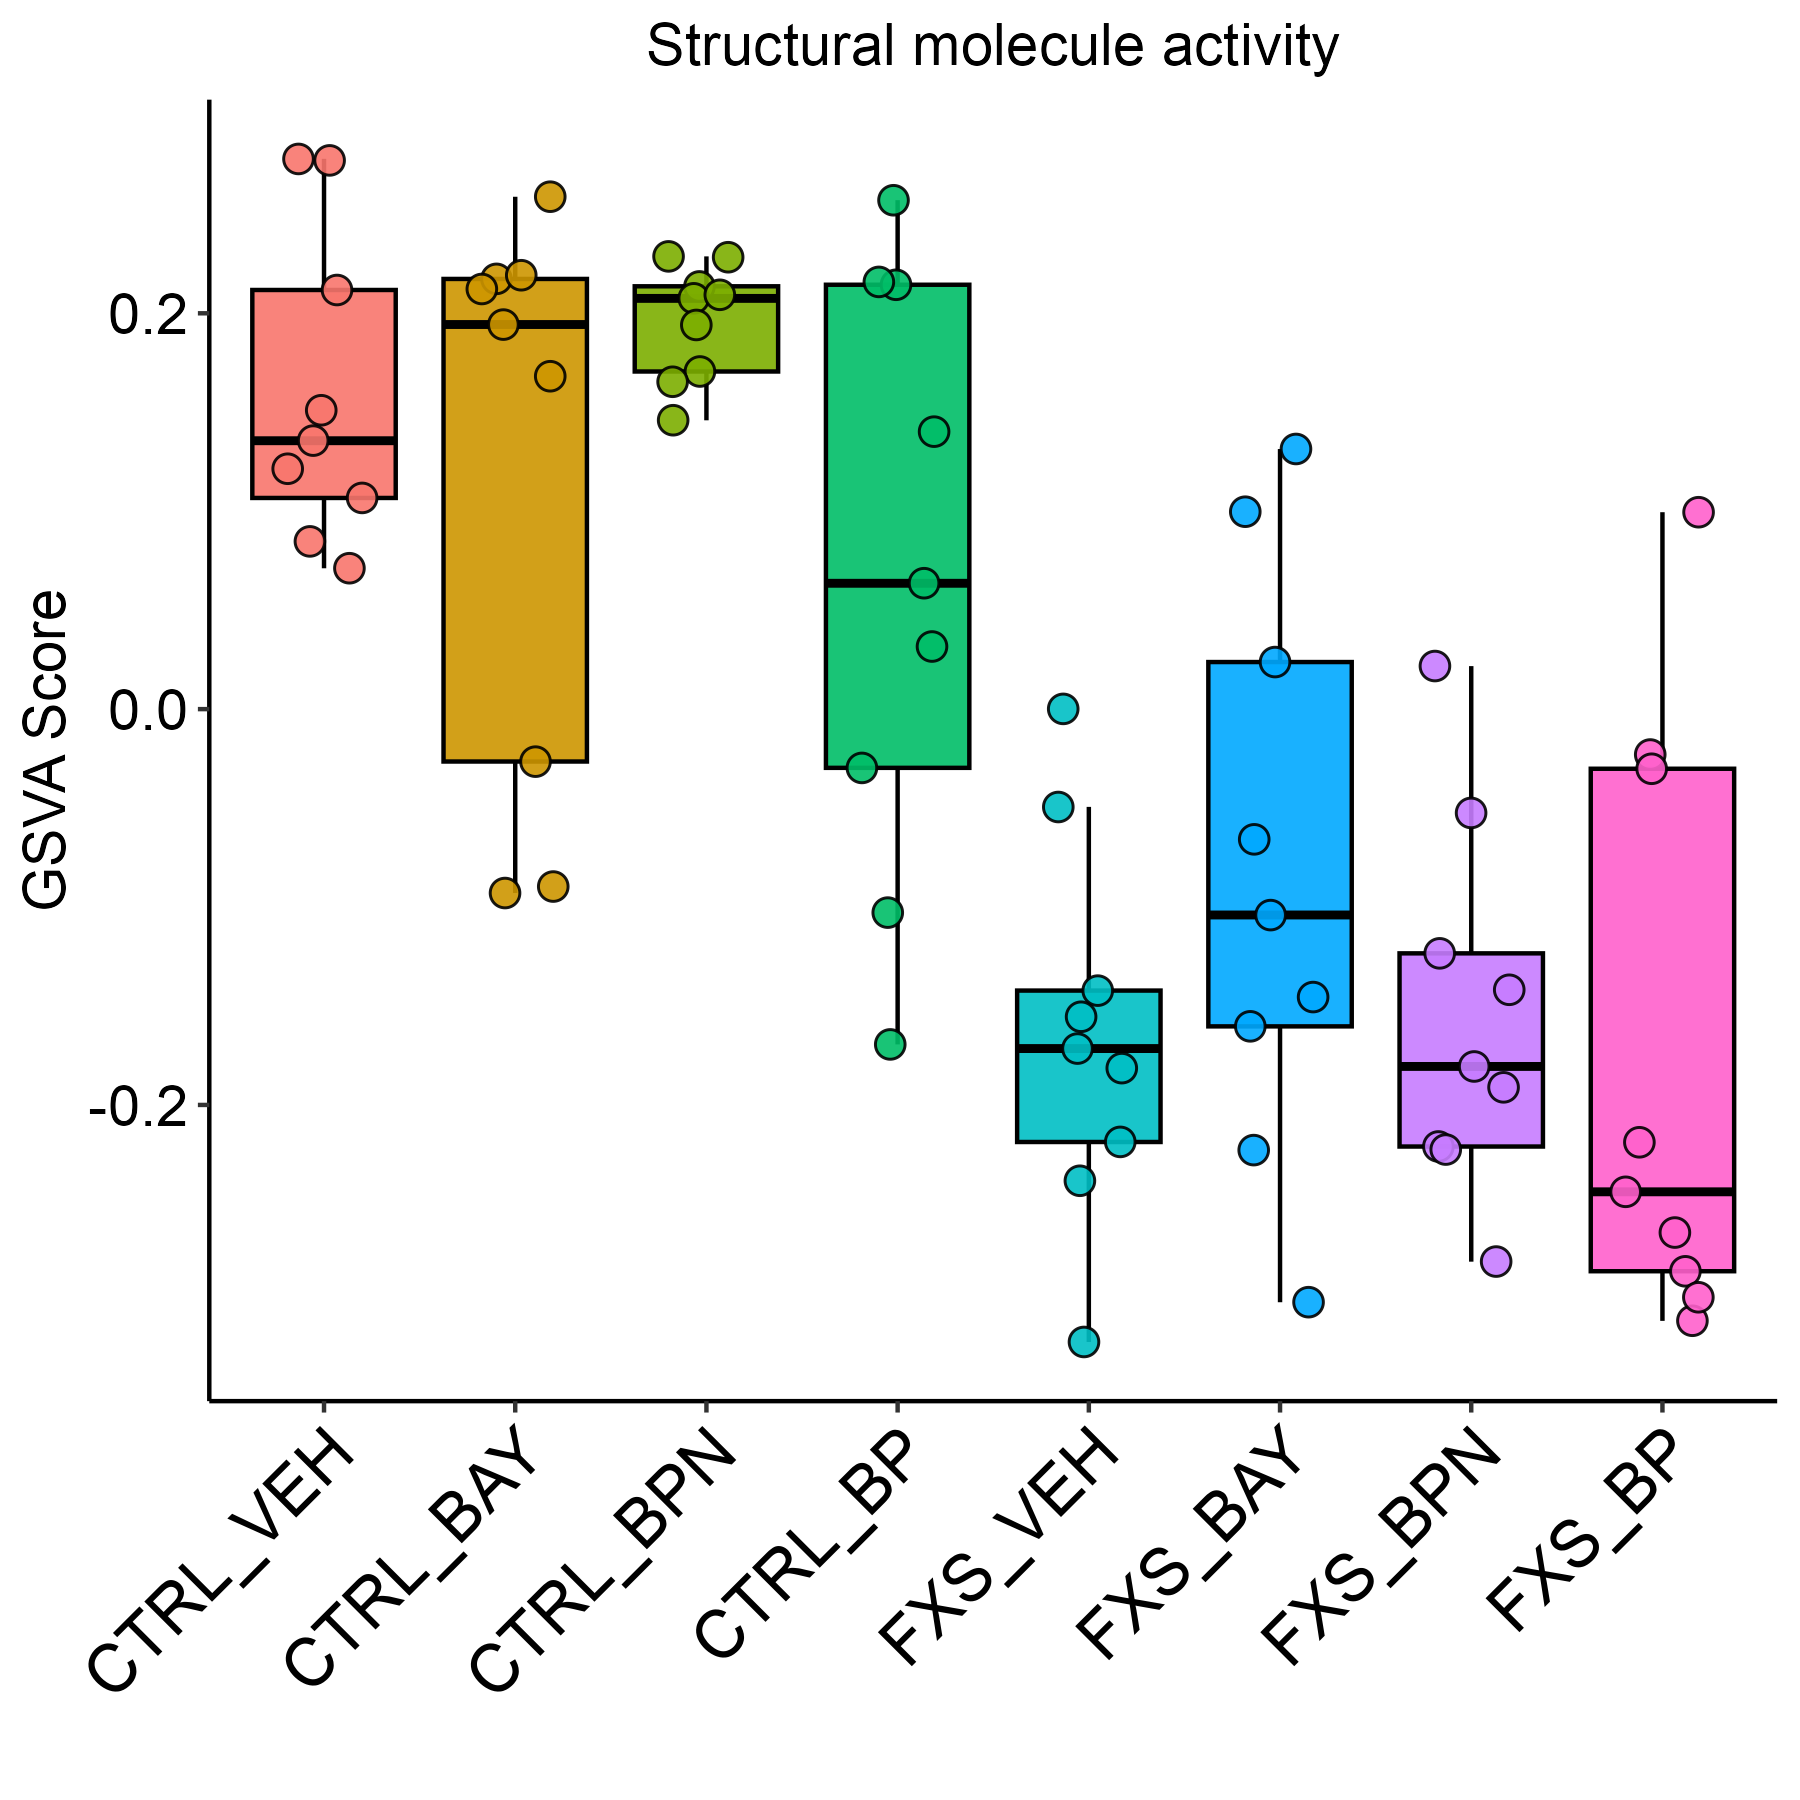 Structural molecule activity
GSVA Score
0.2
0.0
-0.2
CTRL_VEH
CTRL_BAY
CTRL_BPN
CTRL_BP
FXS_VEH
FXS_BAY
FXS_BPN
FXS_BP